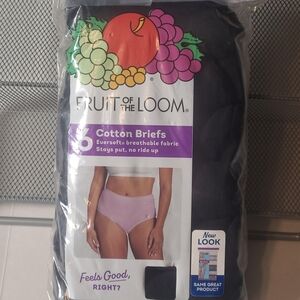 FRUIT OF THE LOOM®
6 Cotton Briefs
Eversoft® breathable fabric
Stays put, no ride up
Feels Good,
RIGHT?
New
LOOK
SAME GREAT
PRODUCT